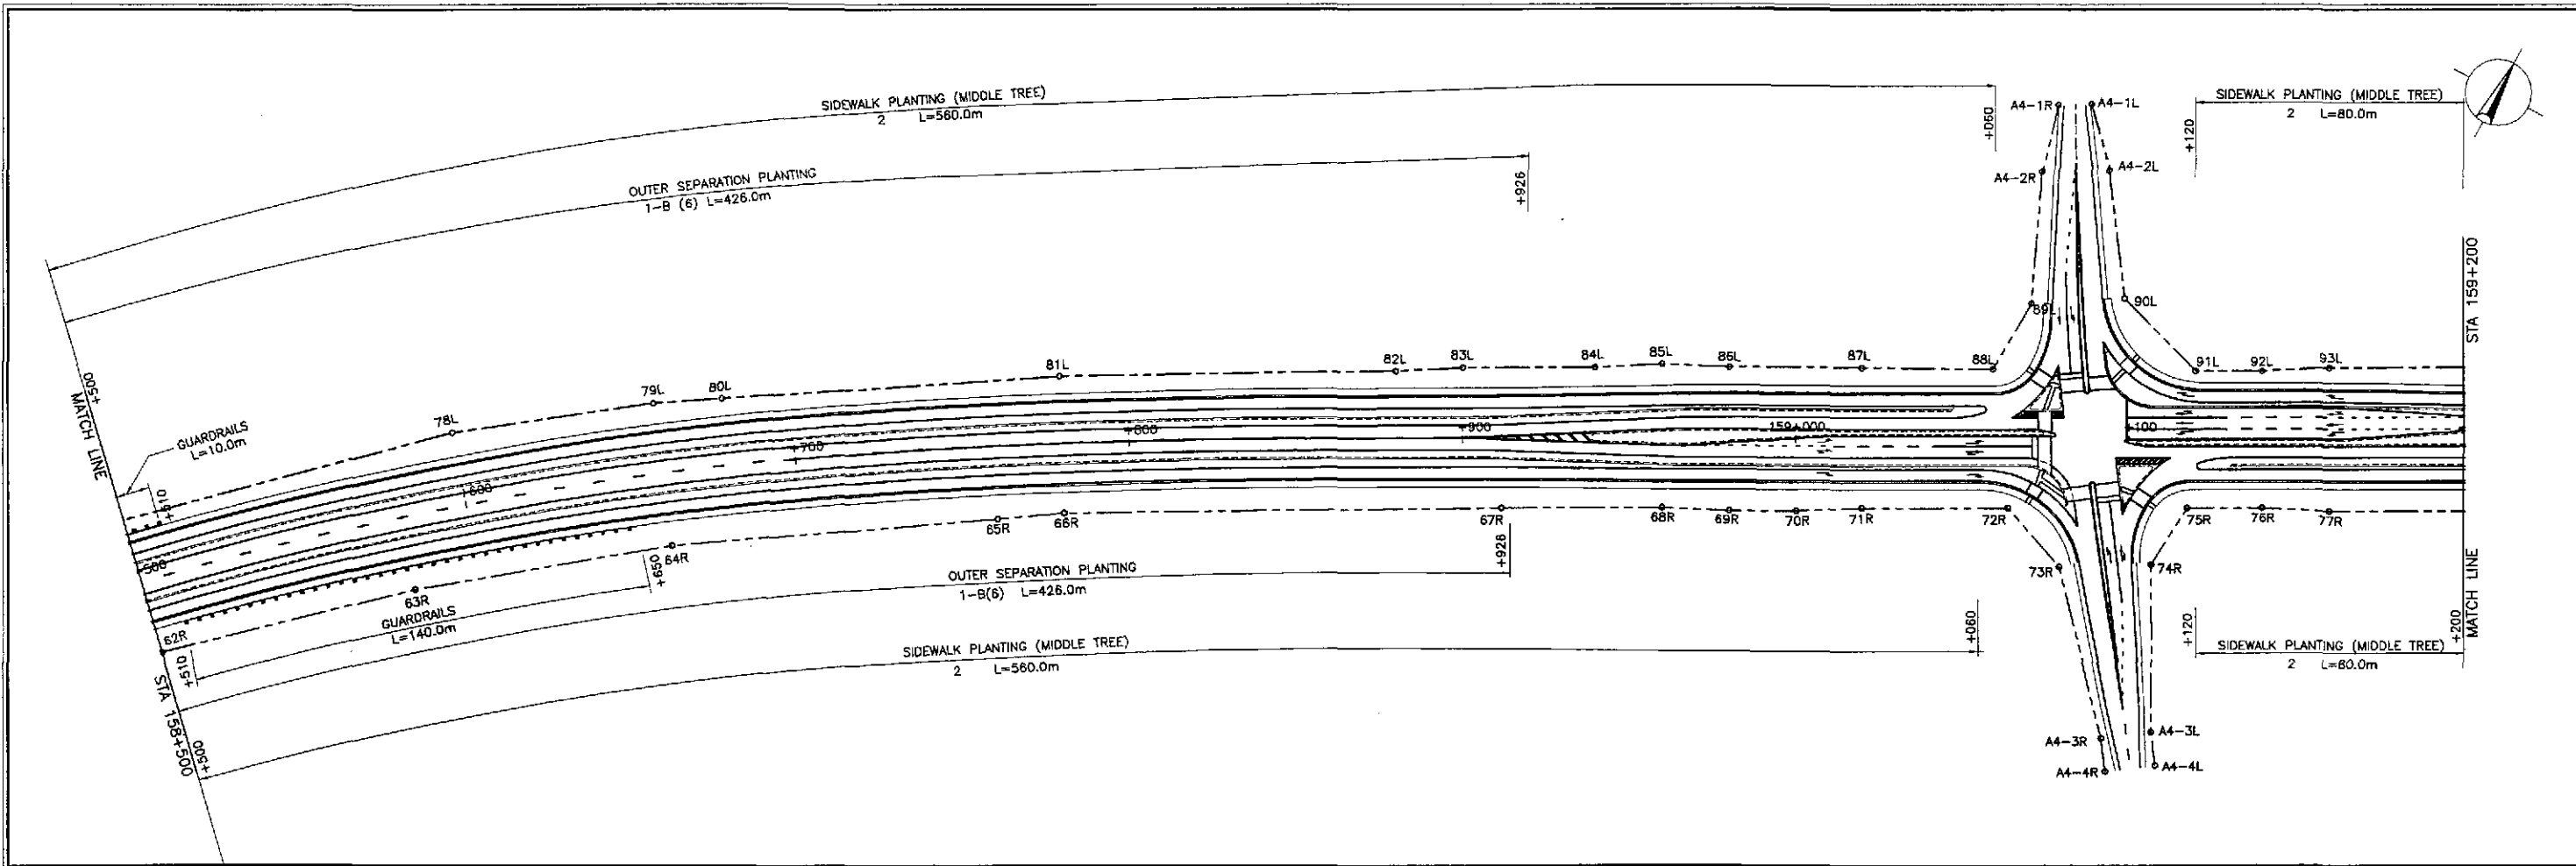 SIDEWALK PLANTING (MIDDLE TREE)
2 L=560.0m
+060
OUTER SEPARATION PLANTING
1-B (6) L=426.0m
+926
A4-1R
A4-1L
A4-2R
A4-2L
SIDEWALK PLANTING (MIDDLE TREE)
2 L=80.0m
+120
STA 159+200
MATCH LINE
+200
89L
90L
78L
79L
80L
81L
82L
83L
84L
85L
86L
87L
88L
91L
92L
93L
+500
MATCH LINE
GUARDRAILS
L=10.0m
+510
+500
+600
+700
+800
+900
159+000
+100
62R
63R
64R
65R
66R
67R
68R
69R
70R
71R
72R
73R
74R
75R
76R
77R
+510
GUARDRAILS
L=140.0m
+650
OUTER SEPARATION PLANTING
1-B(6) L=426.0m
+926
SIDEWALK PLANTING (MIDDLE TREE)
2 L=560.0m
+060
+120
SIDEWALK PLANTING (MIDDLE TREE)
2 L=80.0m
A4-3R
A4-3L
A4-4R
A4-4L
STA 158+500
+500